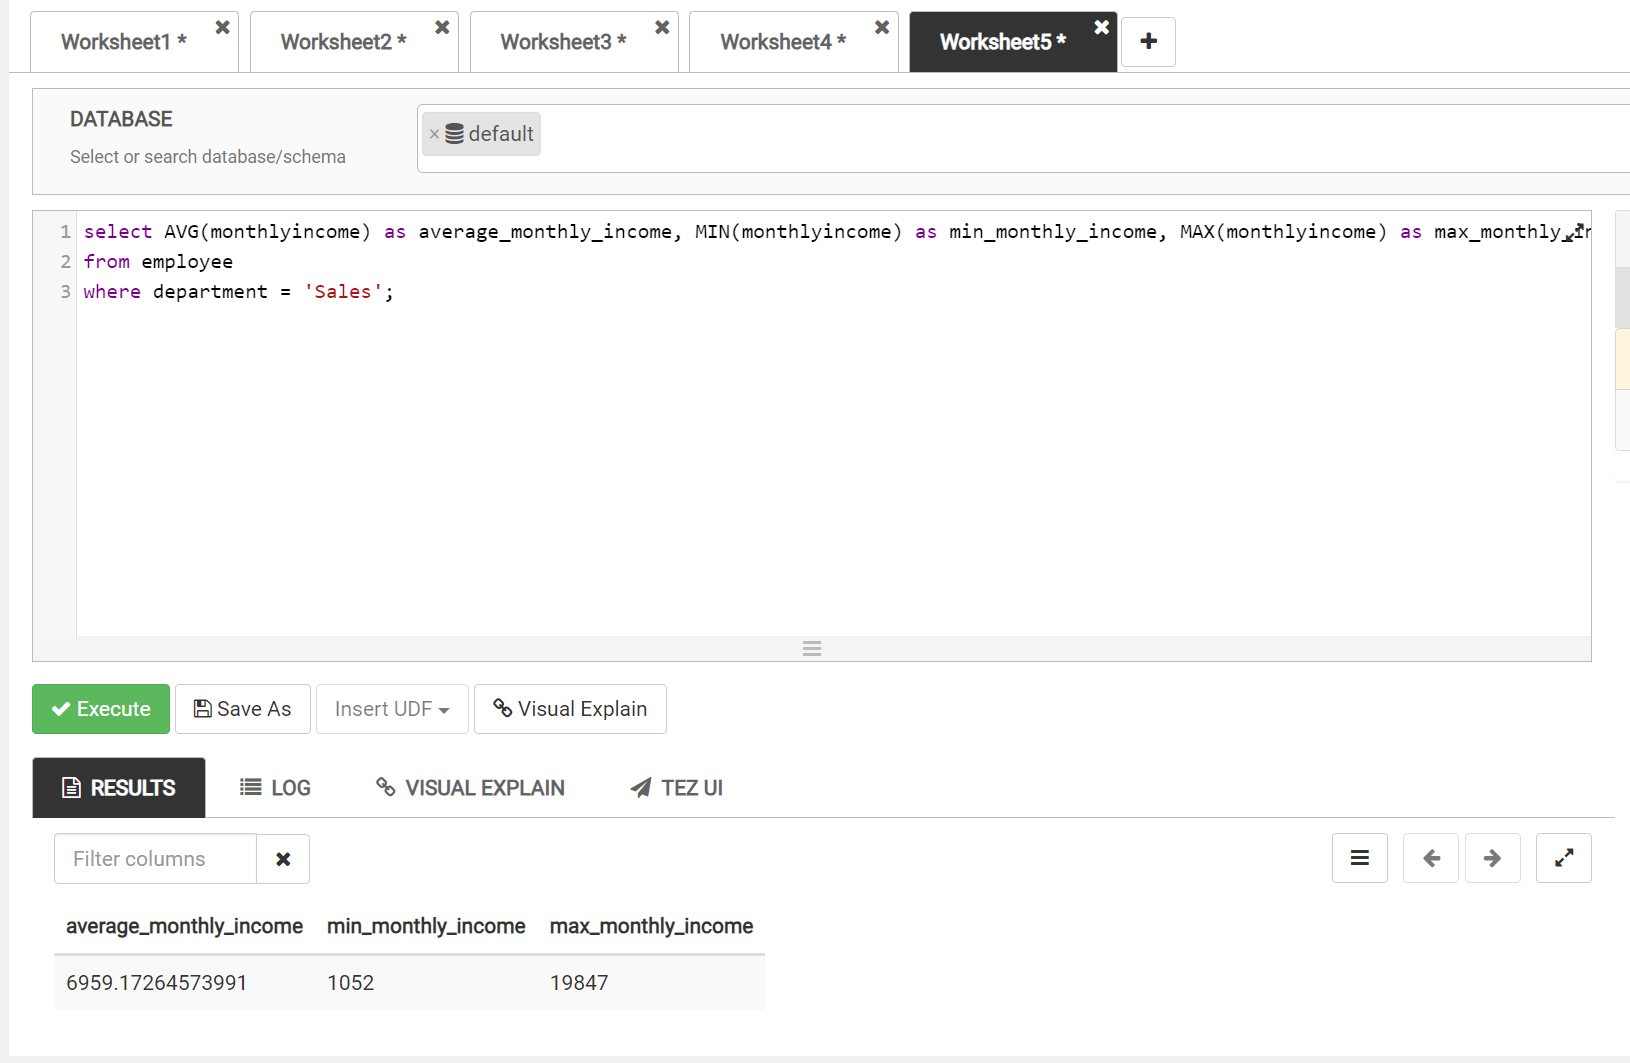 Worksheet1 * Worksheet2 * Worksheet3 * Worksheet4 * Worksheet5 *
DATABASE
Select or search database/schema
× default
1 select AVG(monthlyincome) as average_monthly_income, MIN(monthlyincome) as min_monthly_income, MAX(monthlyincome) as
2 from employee
3 where department = 'Sales';
Execute Save As Insert UDF Visual Explain
RESULTS LOG VISUAL EXPLAIN TEZ UI
Filter columns
average_monthly_income min_monthly_income max_monthly_income
6959.17264573991 1052 19847